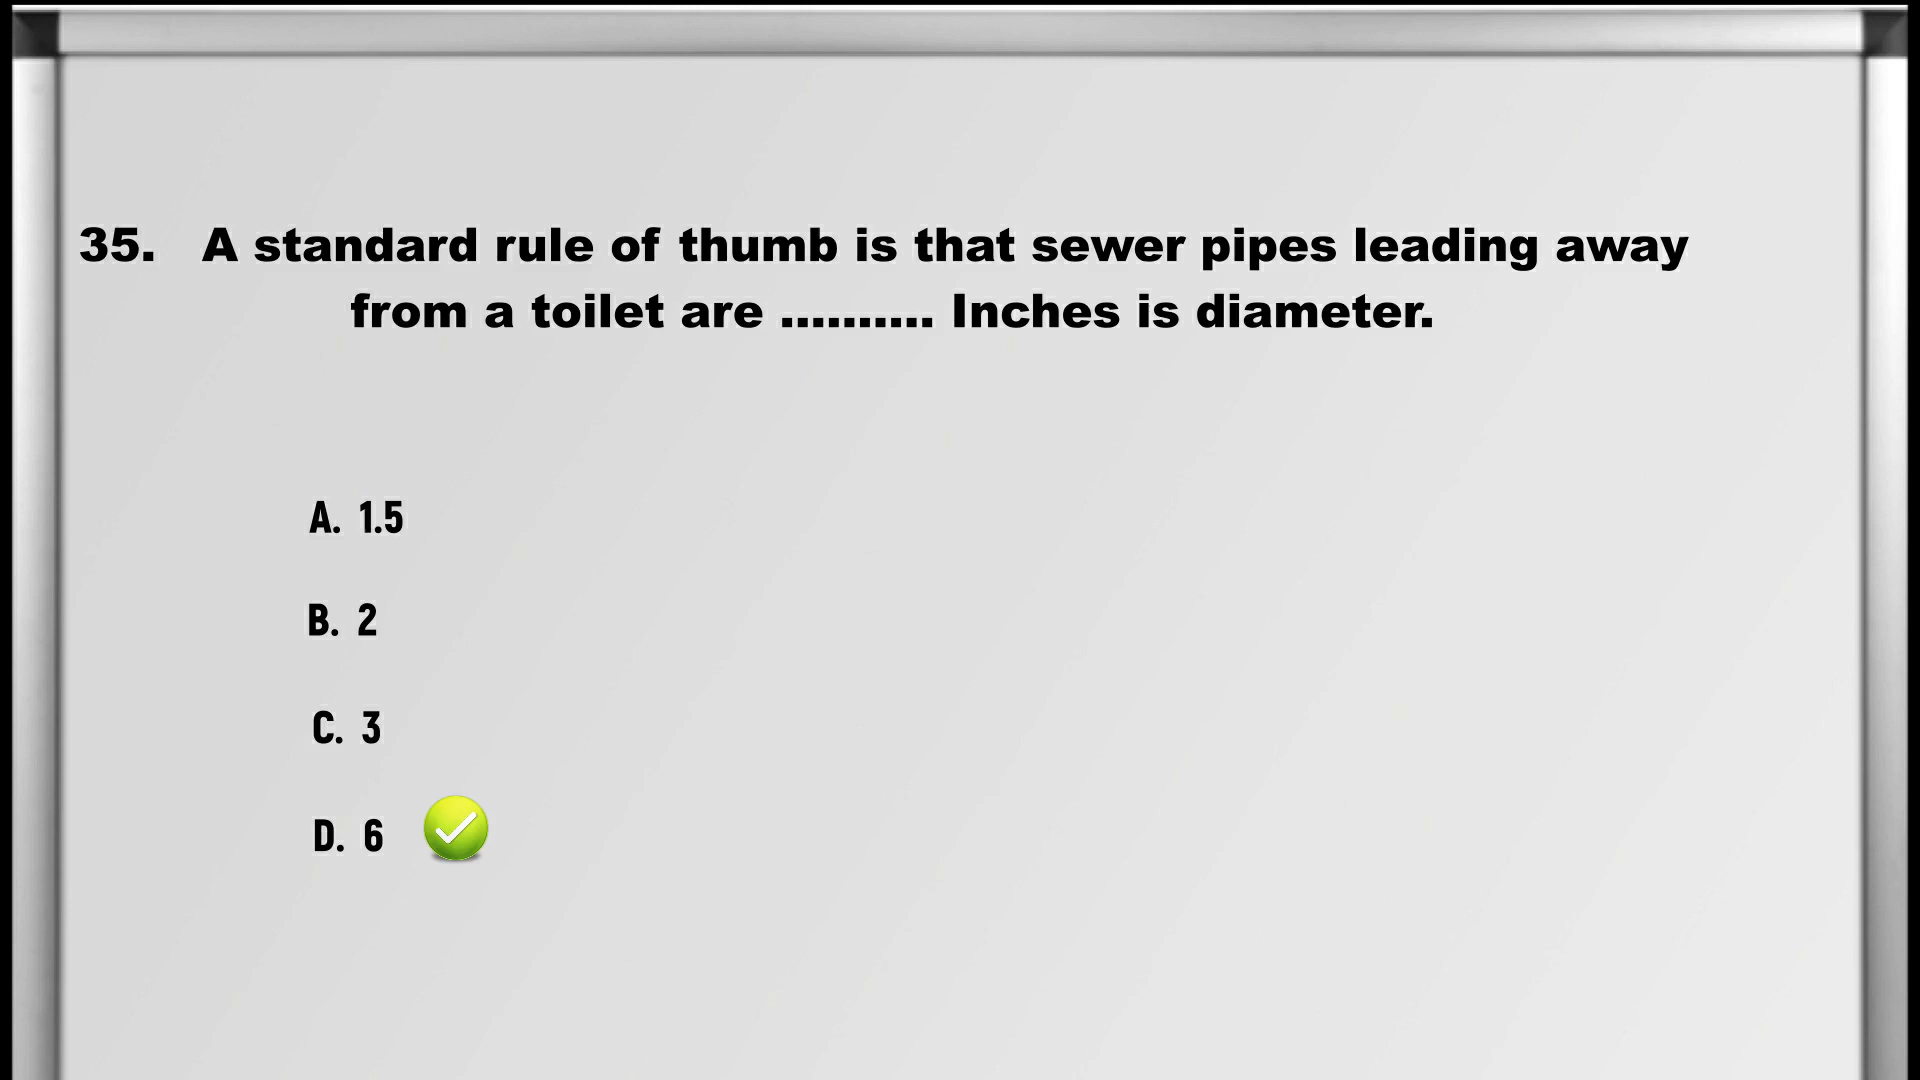 35. A standard rule of thumb is that sewer pipes leading away
from a toilet are .......... Inches is diameter.
A. 1.5
B. 2
C. 3
D. 6